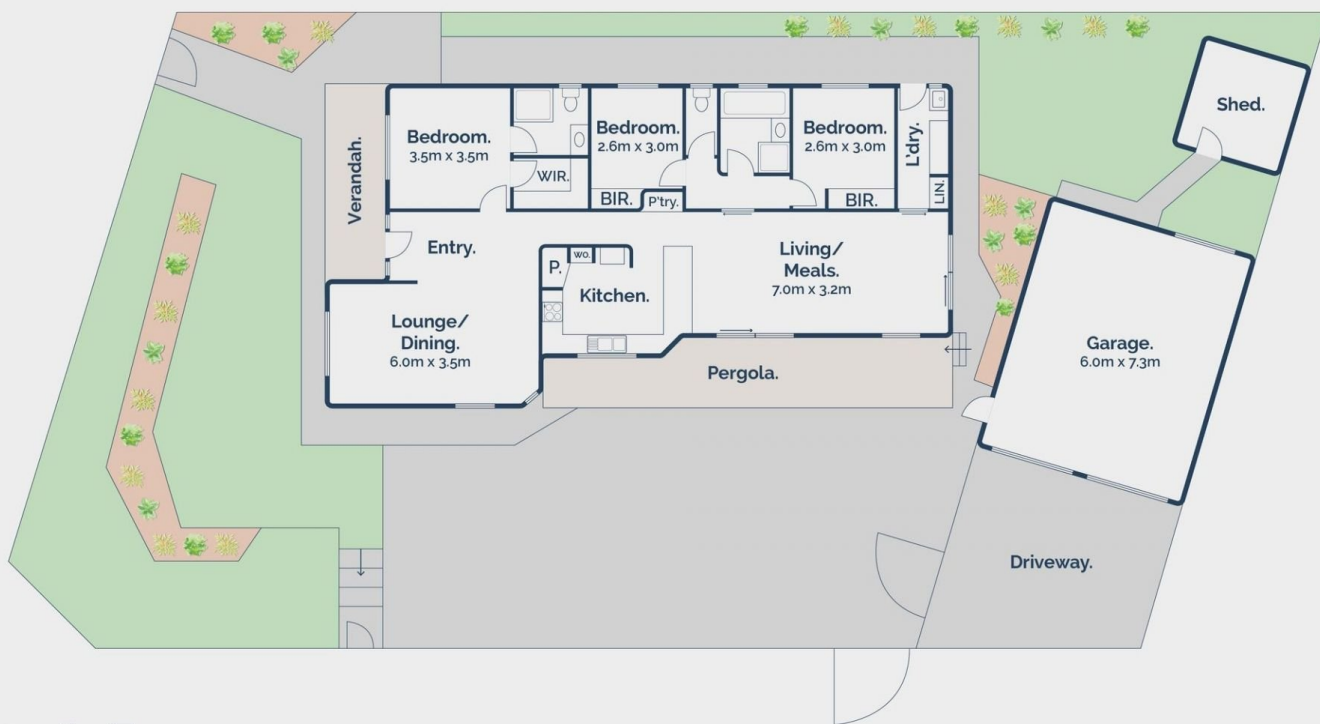 Shed.
Bedroom.
3.5m x 3.5m
Bedroom.
2.6m x 3.0m
Bedroom.
2.6m x 3.0m
L'dry.
Verandah.
WIR.
BIR.
P'try.
BIR.
LIN.
Entry.
P.
WO.
Kitchen.
Living/
Meals.
7.0m x 3.2m
Lounge/
Dining.
6.0m x 3.5m
Garage.
6.0m x 7.3m
Pergola.
Driveway.